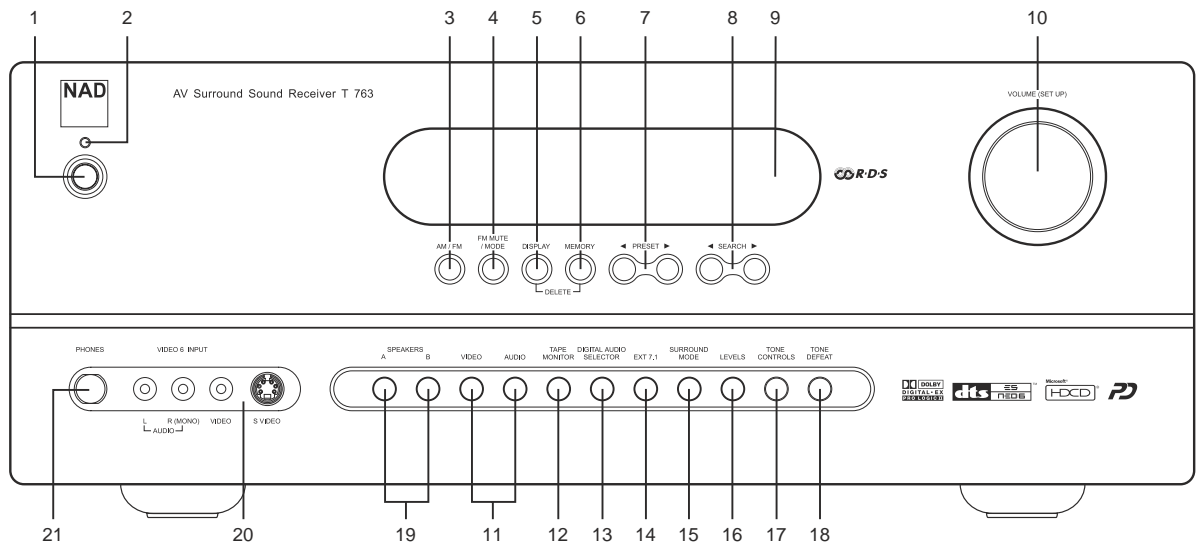 1 2 3 4 5 6 7 8 9 10
NAD
AV Surround Sound Receiver T 763
VOLUME (SET UP)
R·D·S
AM / FM
FM MUTE
/ MODE
DISPLAY
MEMORY
◄ PRESET ►
◄ SEARCH ►
DELETE
PHONES
VIDEO 6 INPUT
L
R (MONO)
AUDIO
VIDEO
S VIDEO
SPEAKERS
A B
VIDEO
AUDIO
TAPE
MONITOR
DIGITAL AUDIO
SELECTOR
EXT 7,1
SURROUND
MODE
LEVELS
TONE
CONTROLS
TONE
DEFEAT
DOLBY
DIGITAL·EX
PRO LOGIC II
dts
ES
NEO:6
™
Microsoft®
HDCD®
PD
21 20 19 11 12 13 14 15 16 17 18